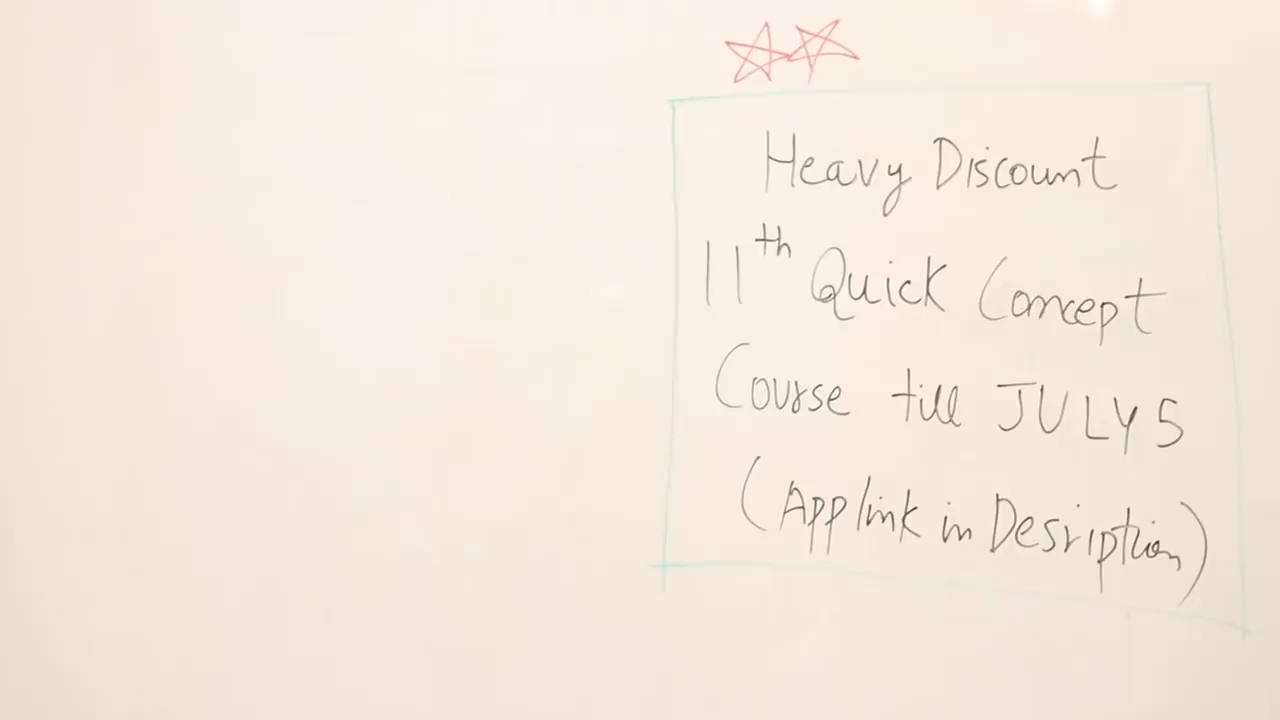 Heavy Discount
11th Quick Concept
Course till JULY 5
(App link in Desription)